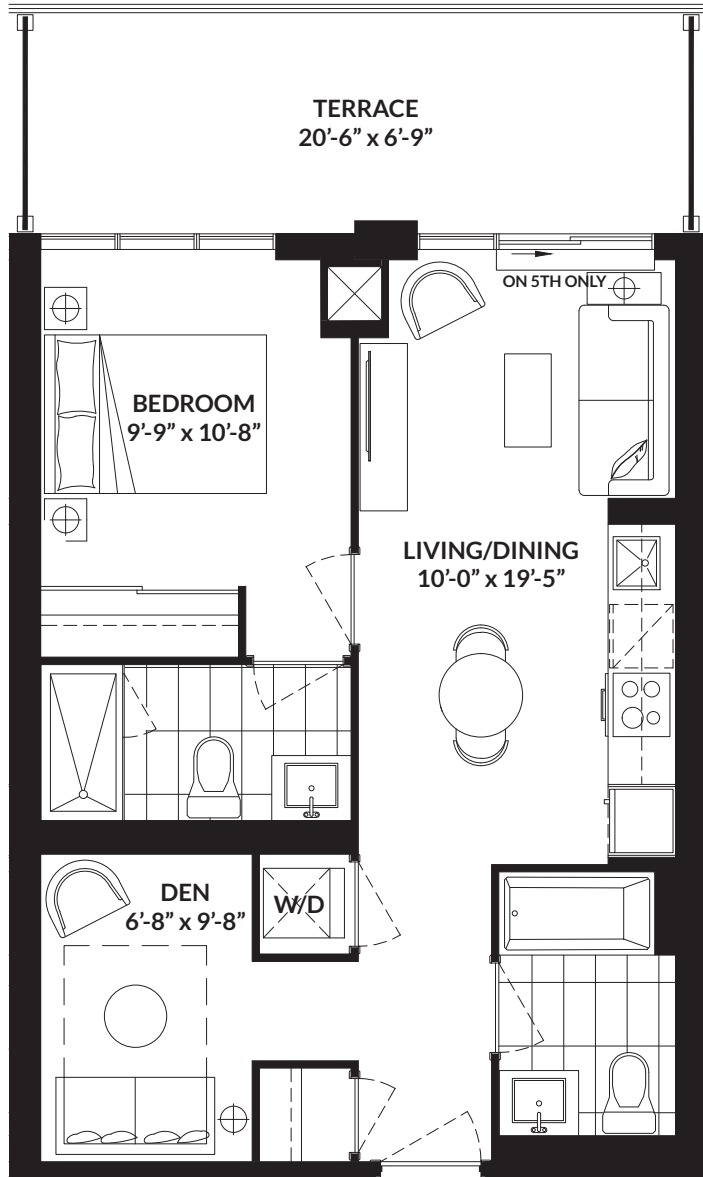 TERRACE
20’-6” x 6’-9”
ON 5TH ONLY
BEDROOM
9’-9” x 10’-8”
LIVING/DINING
10’-0” x 19’-5”
DEN
6’-8” x 9’-8”
W/D